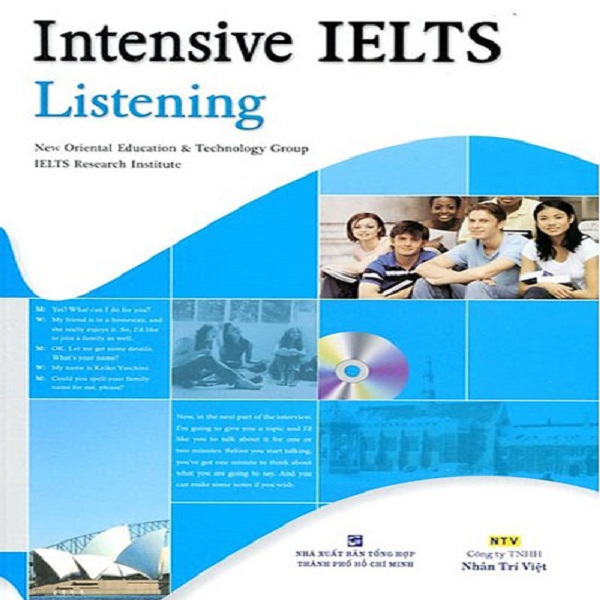 Intensive IELTS
Listening
New Oriental Education & Technology Group
IELTS Research Institute
M: Yes? What can I do for you?
W: My friend is in a homestay, and
she really enjoys it. So, I'd like
to join a family as well.
M: OK. Let me get some details.
What's your name?
W: My name is Keiko Yuichini.
M: Could you spell your family
name for me, please?
Now, in the next part of the interview,
I'm going to give you a topic and I'd
like you to talk about it for one or
two minutes. Before you start talking,
you've got one minute to think about
what you are going to say. And you
can make some notes if you wish.
NHÀ XUẤT BẢN TỔNG HỢP
THÀNH PHỐ HỒ CHÍ MINH
NTV
Công ty TNHH
Nhân Trí Việt